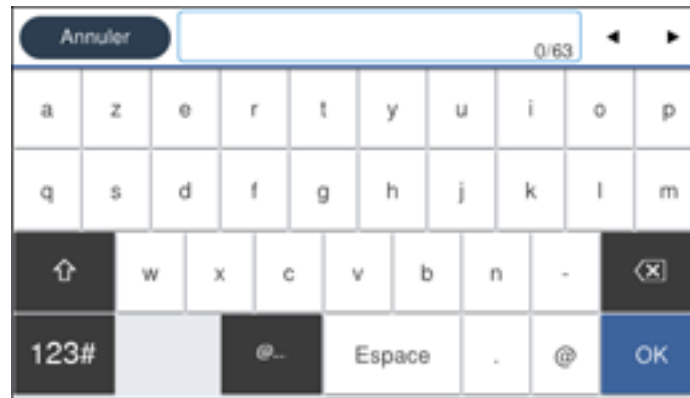 Annuler
0/63
a z e r t y u i o p
q s d f g h j k l m
w x c v b n -
123# @... Espace . @ OK